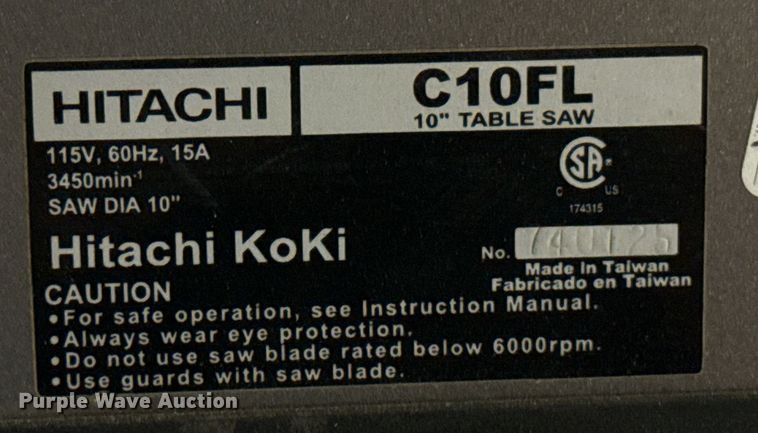 HITACHI
C10FL
10" TABLE SAW
115V, 60Hz, 15A
3450min-1
SAW DIA 10"
CSA
C US
174315
Hitachi KoKi
No. 740125
Made In Taiwan
Fabricado en Taiwan
CAUTION
•For safe operation, see Instruction Manual.
•Always wear eye protection.
•Do not use saw blade rated below 6000rpm.
•Use guards with saw blade.
Purple Wave Auction